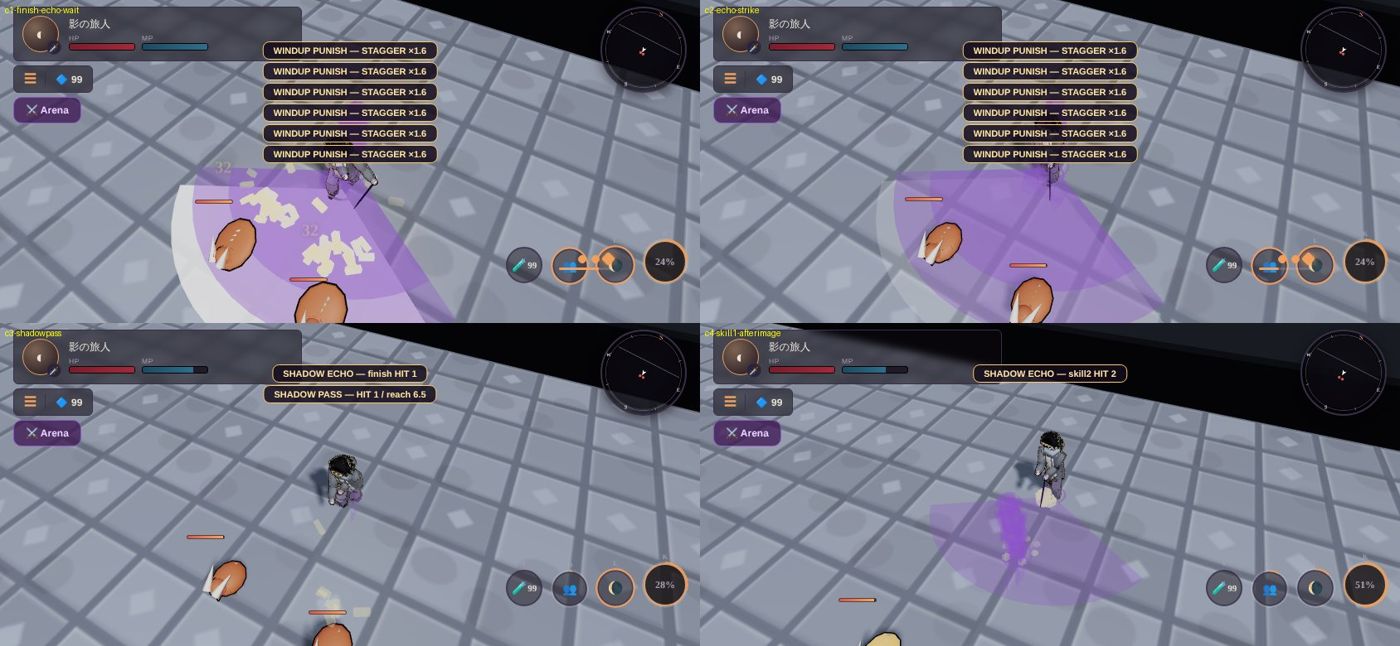 c1-finish-echo-wait
影の旅人
HP
MP
99
Arena
WINDUP PUNISH — STAGGER ×1.6
WINDUP PUNISH — STAGGER ×1.6
WINDUP PUNISH — STAGGER ×1.6
WINDUP PUNISH — STAGGER ×1.6
WINDUP PUNISH — STAGGER ×1.6
WINDUP PUNISH — STAGGER ×1.6
32
32
99
24%
c2-echo-strike
影の旅人
HP
MP
99
Arena
WINDUP PUNISH — STAGGER ×1.6
WINDUP PUNISH — STAGGER ×1.6
WINDUP PUNISH — STAGGER ×1.6
WINDUP PUNISH — STAGGER ×1.6
WINDUP PUNISH — STAGGER ×1.6
WINDUP PUNISH — STAGGER ×1.6
99
24%
c3-shadowpass
影の旅人
HP
MP
99
Arena
SHADOW ECHO — finish HIT 1
SHADOW PASS — HIT 1 / reach 6.5
99
28%
c4-skill1-afterimage
影の旅人
HP
MP
99
Arena
SHADOW ECHO — skill2 HIT 2
99
51%